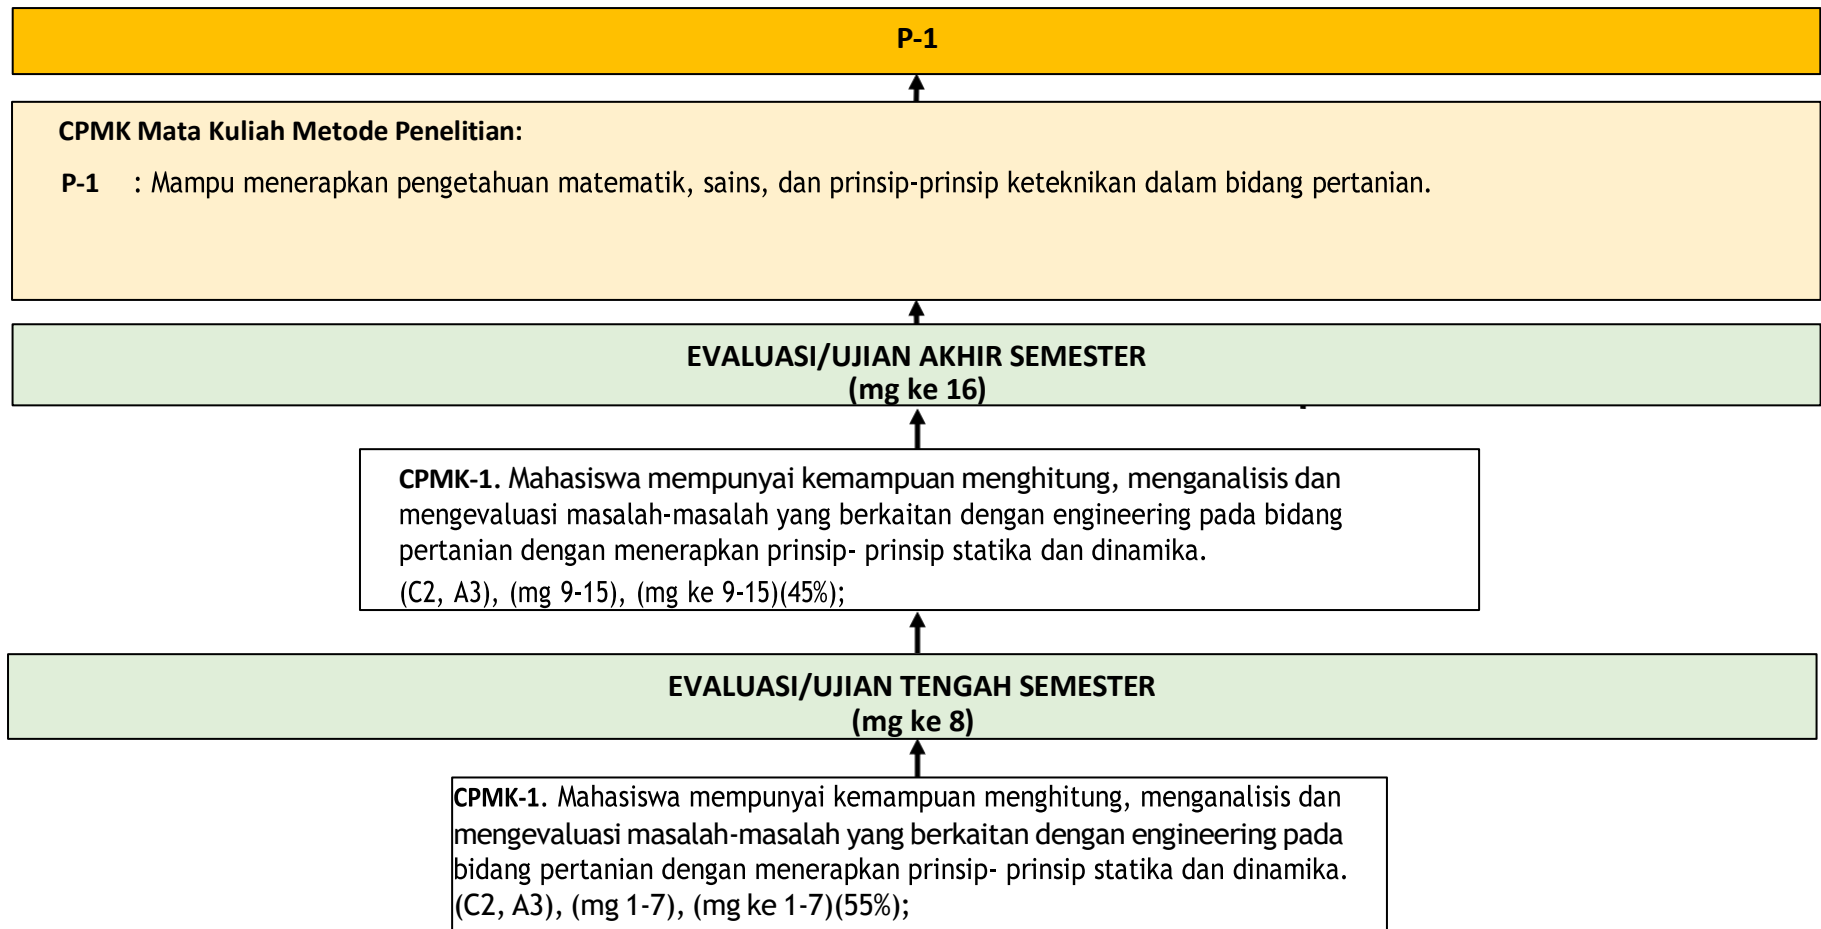 P-1
CPMK Mata Kuliah Metode Penelitian:
P-1 : Mampu menerapkan pengetahuan matematik, sains, dan prinsip-prinsip keteknikan dalam bidang pertanian.
EVALUASI/UJIAN AKHIR SEMESTER
(mg ke 16)
CPMK-1. Mahasiswa mempunyai kemampuan menghitung, menganalisis dan
mengevaluasi masalah-masalah yang berkaitan dengan engineering pada bidang
pertanian dengan menerapkan prinsip- prinsip statika dan dinamika.
(C2, A3), (mg 9-15), (mg ke 9-15)(45%);
EVALUASI/UJIAN TENGAH SEMESTER
(mg ke 8)
CPMK-1. Mahasiswa mempunyai kemampuan menghitung, menganalisis dan
mengevaluasi masalah-masalah yang berkaitan dengan engineering pada
bidang pertanian dengan menerapkan prinsip- prinsip statika dan dinamika.
(C2, A3), (mg 1-7), (mg ke 1-7)(55%);